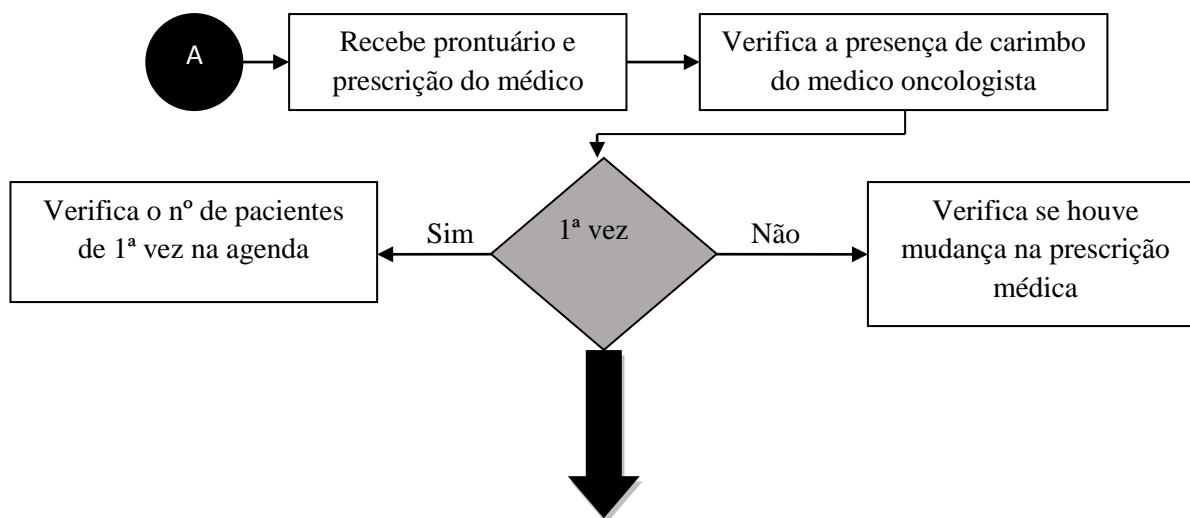 A
Recebe prontuário e
prescrição do médico
Verifica a presença de carimbo
do medico oncologista
Verifica o nº de pacientes
de 1ª vez na agenda
Sim
1ª vez
Não
Verifica se houve
mudança na prescrição
médica